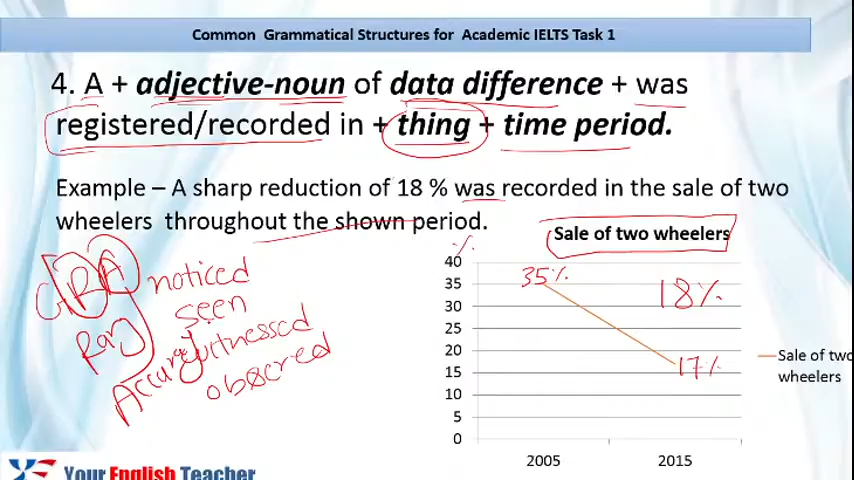 Common Grammatical Structures for Academic IELTS Task 1
4. A + adjective-noun of data difference + was
registered/recorded in + thing + time period.
Example – A sharp reduction of 18 % was recorded in the sale of two
wheelers throughout the shown period.
Sale of two wheelers
%
40
35
30
25
20
15
10
5
0
35%
18%
17%
2005
2015
Sale of two
wheelers
GRA
noticed
seen
witnessed
observed
Your English Teacher